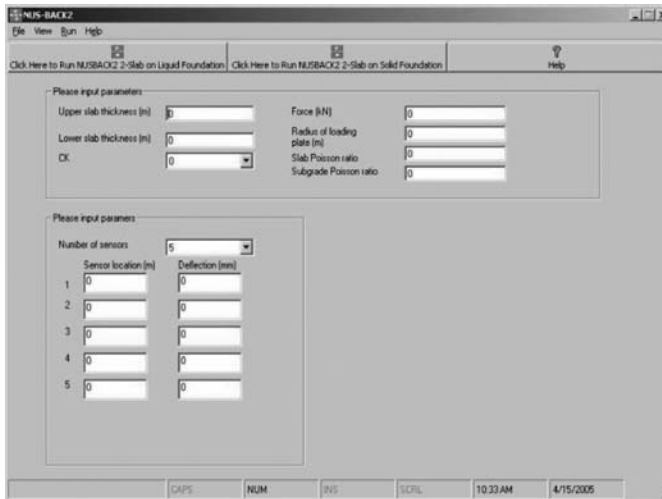 NUS-BACK2
File View Run Help
Click Here to Run NUSBACK2 2-Slab on Liquid Foundation
Click Here to Run NUSBACK2 2-Slab on Solid Foundation
Help
Please input parameters
Upper slab thickness (m) 0
Lower slab thickness (m) 0
CK 0
Force (kN) 0
Radius of loading
plate (m) 0
Slab Poisson ratio 0
Subgrade Poisson ratio 0
Please input paramers
Number of sensors 5
Sensor location (m) Deflection (mm)
1 0 0
2 0 0
3 0 0
4 0 0
5 0 0
CAPS NUM INS SCRL 10:33 AM 4/15/2005